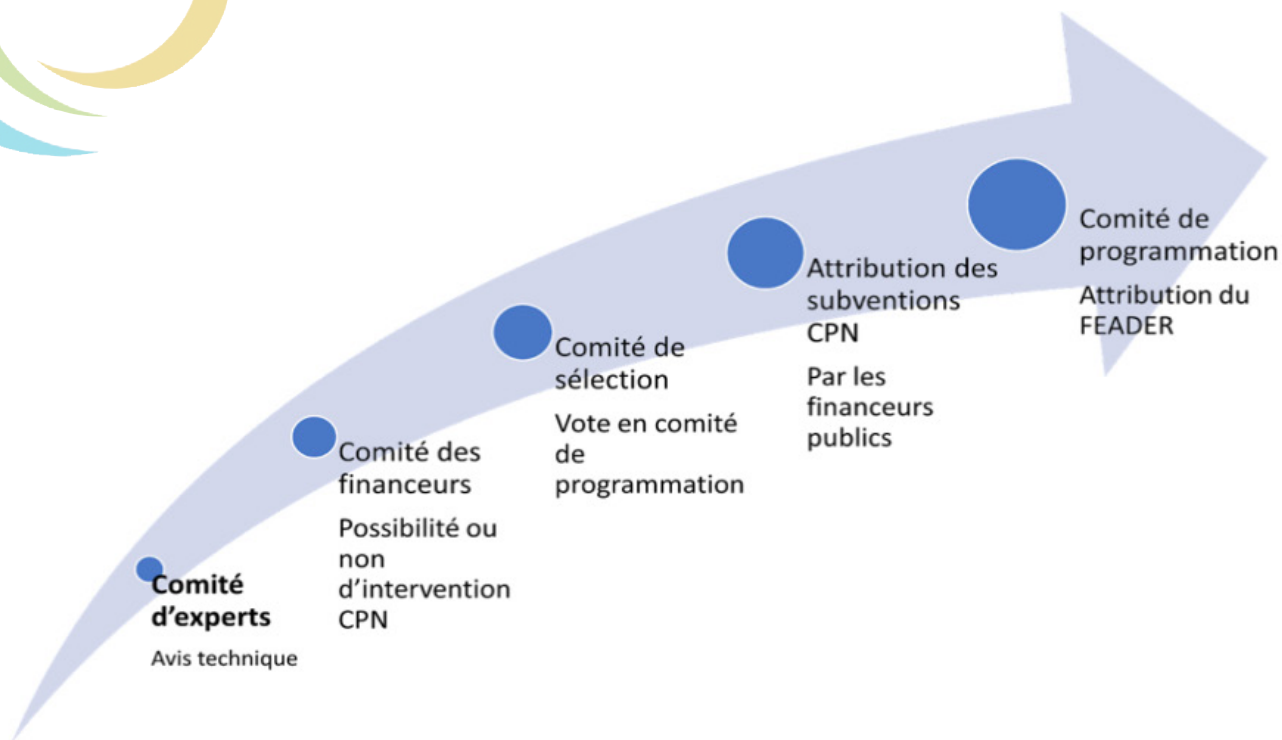 Comité
d'experts
Avis technique
Comité des
financeurs
Possibilité ou
non
d'intervention
CPN
Comité de
sélection
Vote en comité
de
programmation
Attribution des
subventions
CPN
Par les
financeurs
publics
Comité de
programmation
Attribution du
FEADER